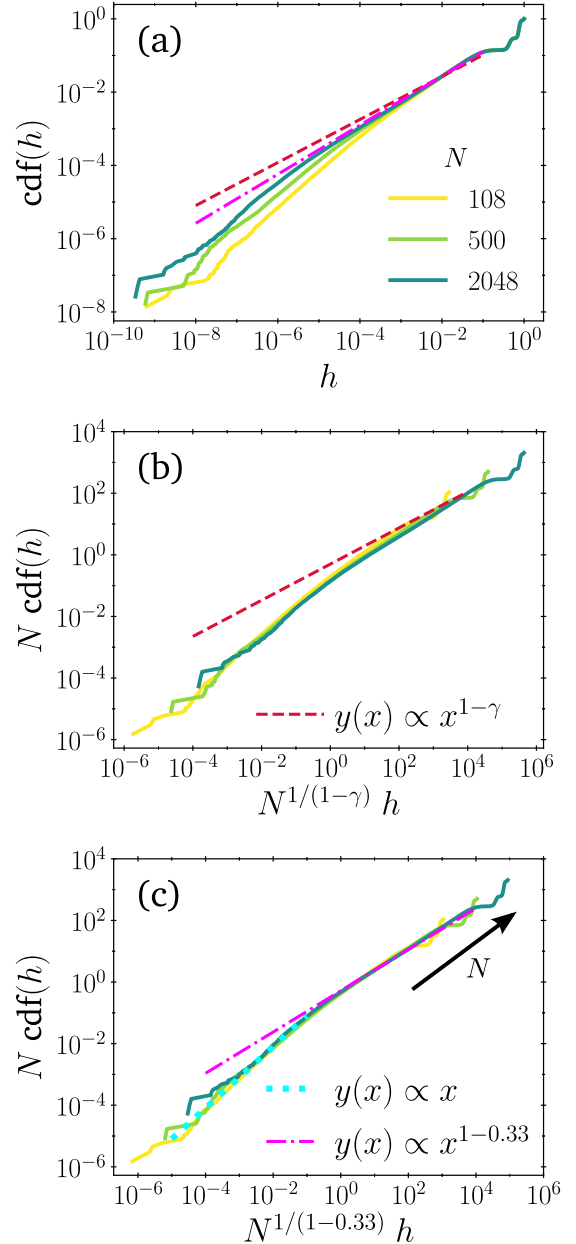 (a)
10^0
10^{-2}
10^{-4}
10^{-6}
10^{-8}
cdf(h)
N
108
500
2048
10^{-10} 10^{-8} 10^{-6} 10^{-4} 10^{-2} 10^0
h
(b)
10^4
10^2
10^0
10^{-2}
10^{-4}
10^{-6}
N cdf(h)
y(x) ∝ x^{1−γ}
10^{-6} 10^{-4} 10^{-2} 10^0 10^2 10^4 10^6
N^{1/(1−γ)} h
(c)
10^4
10^2
10^0
10^{-2}
10^{-4}
10^{-6}
N cdf(h)
N
y(x) ∝ x
y(x) ∝ x^{1−0.33}
10^{-6} 10^{-4} 10^{-2} 10^0 10^2 10^4 10^6
N^{1/(1−0.33)} h